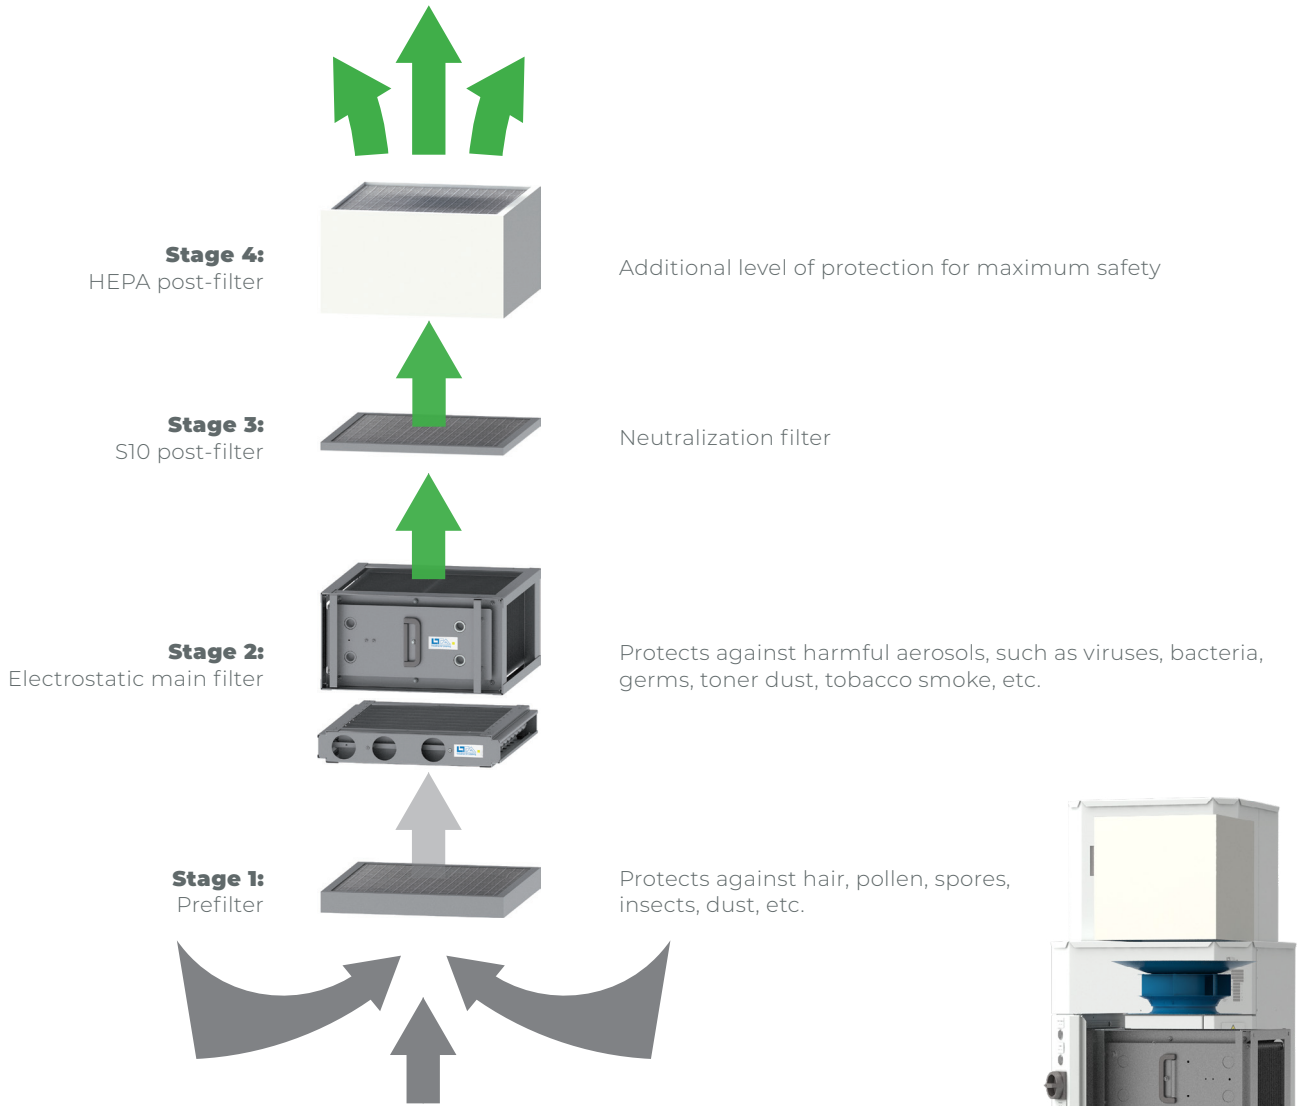 Stage 4:
HEPA post-filter
Additional level of protection for maximum safety
Stage 3:
S10 post-filter
Neutralization filter
Stage 2:
Electrostatic main filter
Protects against harmful aerosols, such as viruses, bacteria,
germs, toner dust, tobacco smoke, etc.
Stage 1:
Prefilter
Protects against hair, pollen, spores,
insects, dust, etc.